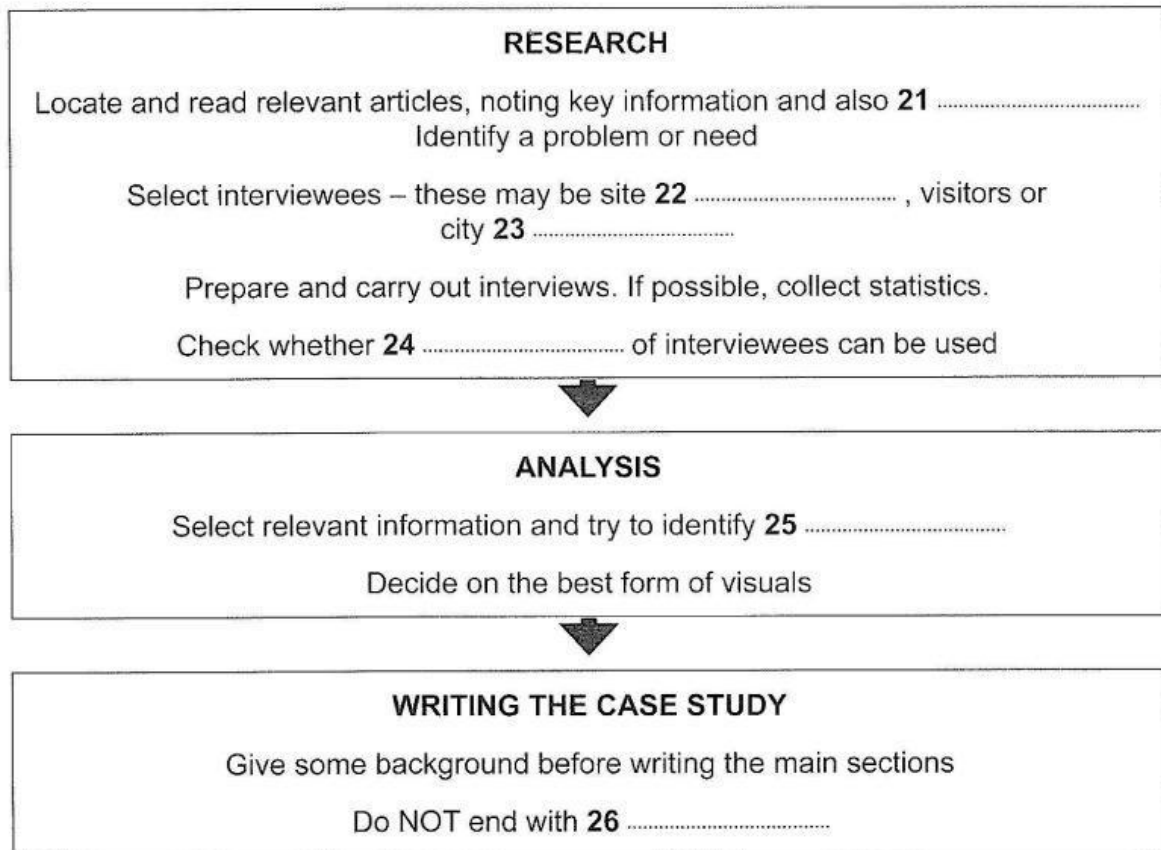 RESEARCH
Locate and read relevant articles, noting key information and also 21 ....................................
Identify a problem or need
Select interviewees – these may be site 22 .................................... , visitors or
city 23 ....................................
Prepare and carry out interviews. If possible, collect statistics.
Check whether 24 .................................... of interviewees can be used
ANALYSIS
Select relevant information and try to identify 25 ....................................
Decide on the best form of visuals
WRITING THE CASE STUDY
Give some background before writing the main sections
Do NOT end with 26 ....................................